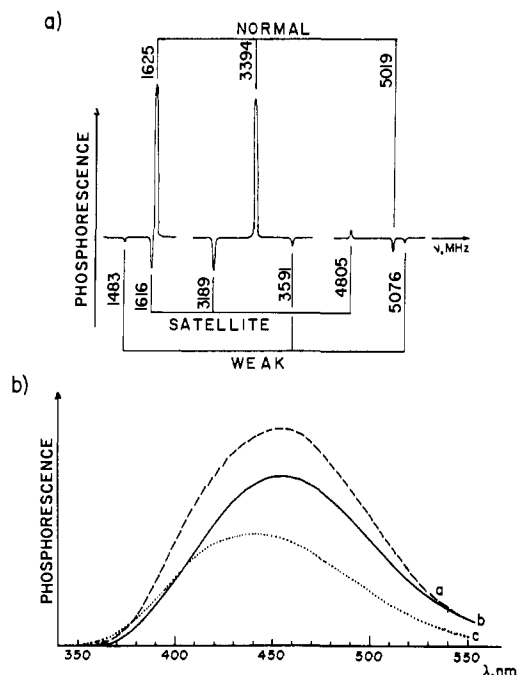 a)
NORMAL
1625
3394
5019
PHOSPHORESCENCE
ν, MHz
1483
1616
3189
3591
4805
5076
SATELLITE
WEAK
b)
PHOSPHORESCENCE
a
b
c
350 400 450 500 550
λ, nm